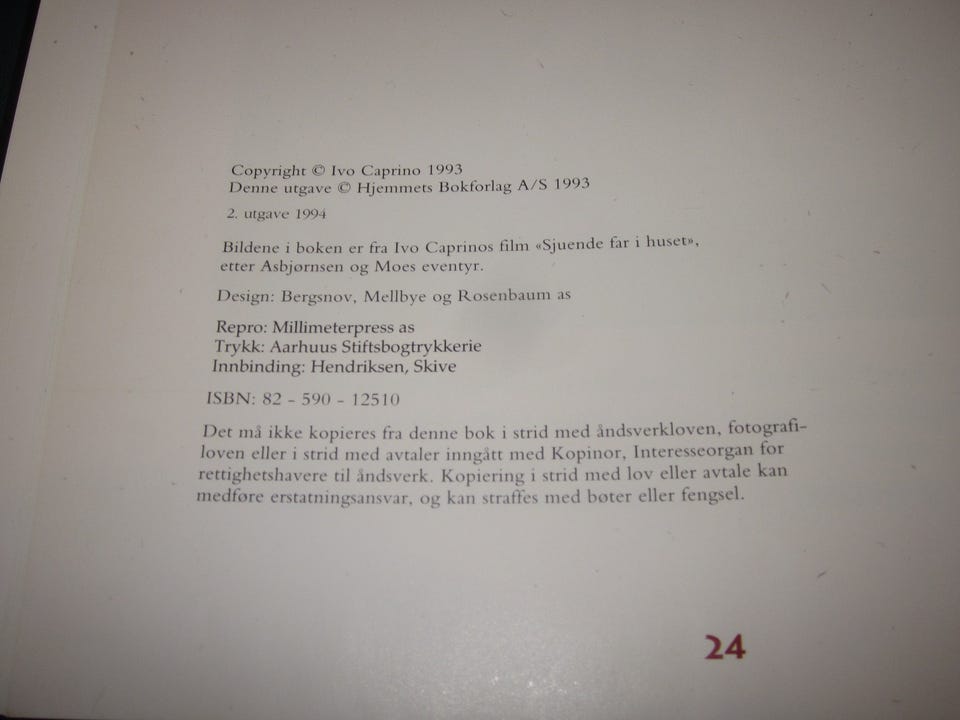 Copyright © Ivo Caprino 1993
Denne utgave © Hjemmets Bokforlag A/S 1993
2. utgave 1994
Bildene i boken er fra Ivo Caprinos film «Sjuende far i huset»,
etter Asbjørnsen og Moes eventyr.
Design: Bergsnov, Mellbye og Rosenbaum as
Repro: Millimeterpress as
Trykk: Aarhuus Stiftsbogtrykkerie
Innbinding: Hendriksen, Skive
ISBN: 82 - 590 - 12510
Det må ikke kopieres fra denne bok i strid med åndsverkloven, fotografi-
loven eller i strid med avtaler inngått med Kopinor, Interesseorgan for
rettighetshavere til åndsverk. Kopiering i strid med lov eller avtale kan
medføre erstatningsansvar, og kan straffes med bøter eller fengsel.
24